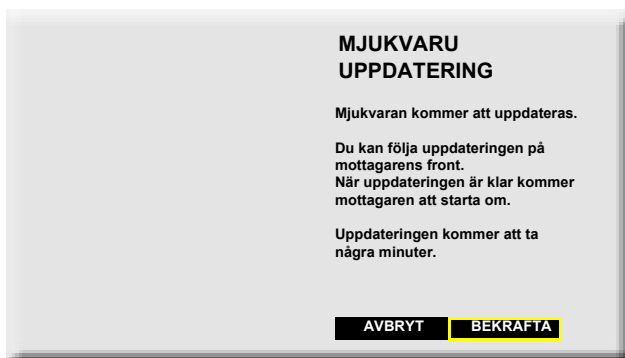 MJUKVARU
UPPDATERING
Mjukvaran kommer att uppdateras.
Du kan följa uppdateringen på
mottagarens front.
När uppdateringen är klar kommer
mottagaren att starta om.
Uppdateringen kommer att ta
några minuter.
AVBRYT BEKRÄFTA